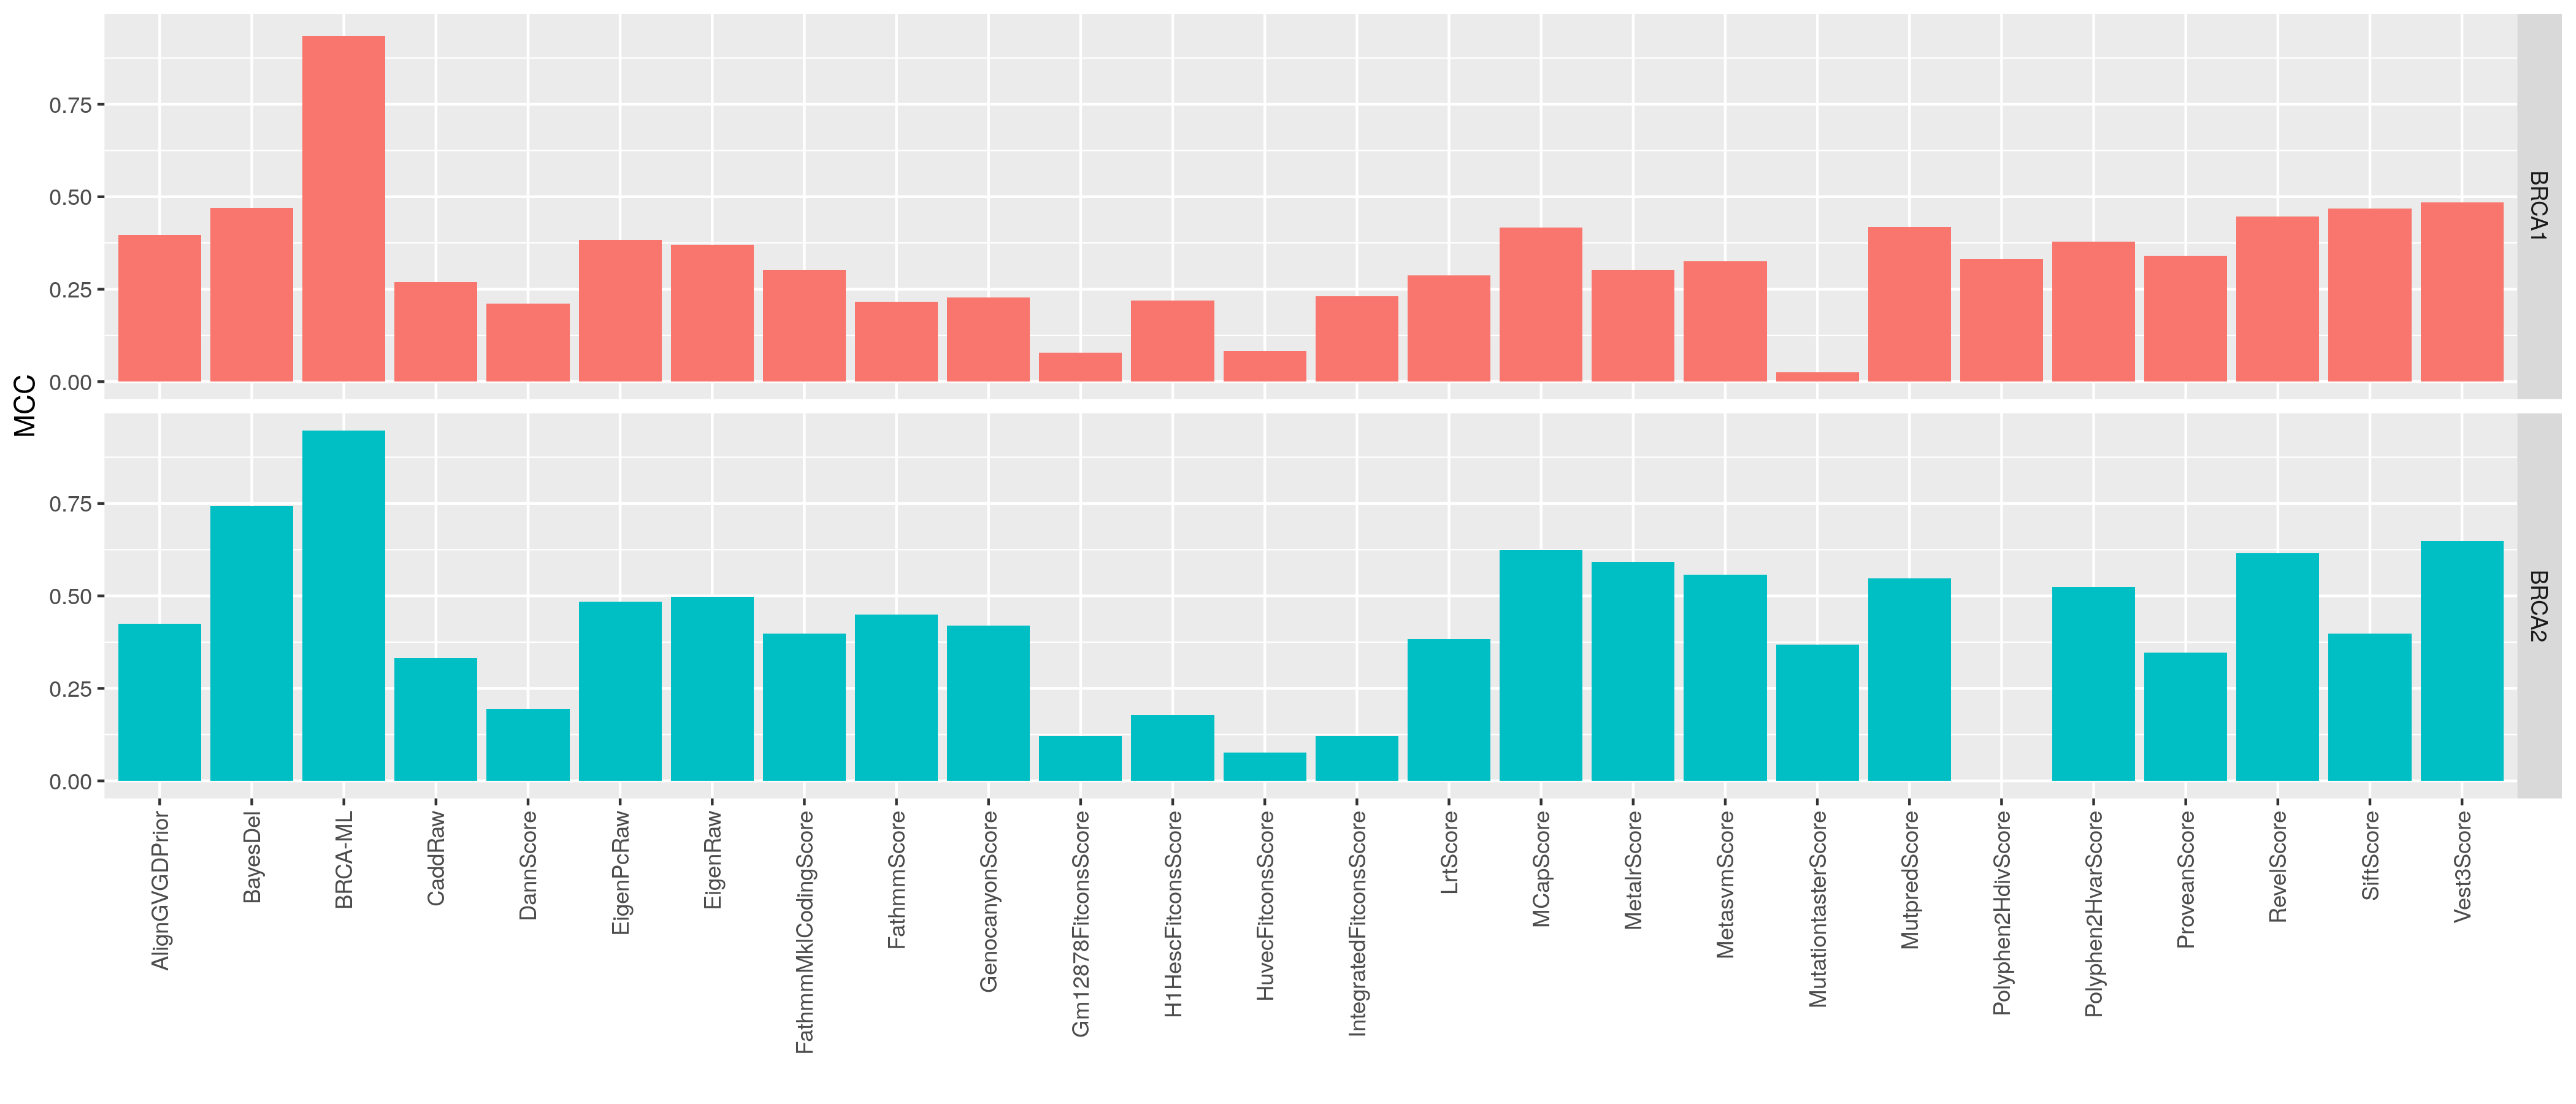 MCC
0.75
0.50
0.25
0.00
BRCA1
0.75
0.50
0.25
0.00
BRCA2
AlignGVGDPrior
BayesDel
BRCA-ML
CaddRaw
DannScore
EigenPcRaw
EigenRaw
FathmmMklCodingScore
FathmmScore
GenocanyonScore
Gm12878FitconsScore
H1HescFitconsScore
HuvecFitconsScore
IntegratedFitconsScore
LrtScore
MCapScore
MetalrScore
MetasvmScore
MutationtasterScore
MutpredScore
Polyphen2HdivScore
Polyphen2HvarScore
ProveanScore
RevelScore
SiftScore
Vest3Score